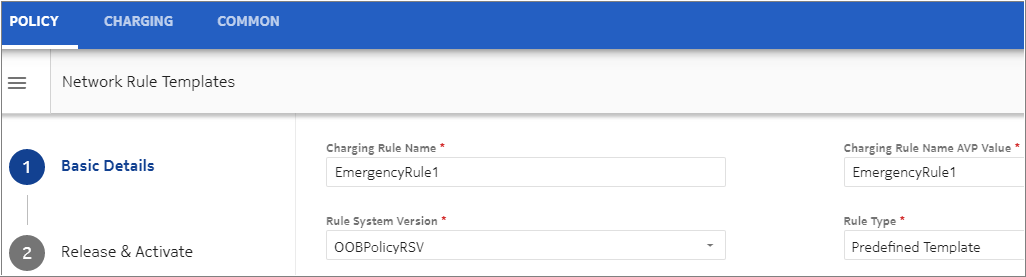 POLICY CHARGING COMMON
Network Rule Templates
1 Basic Details
Charging Rule Name * Charging Rule Name AVP Value *
EmergencyRule1 EmergencyRule1
Rule System Version * Rule Type *
OOBPolicyRSV Predefined Template
2 Release & Activate